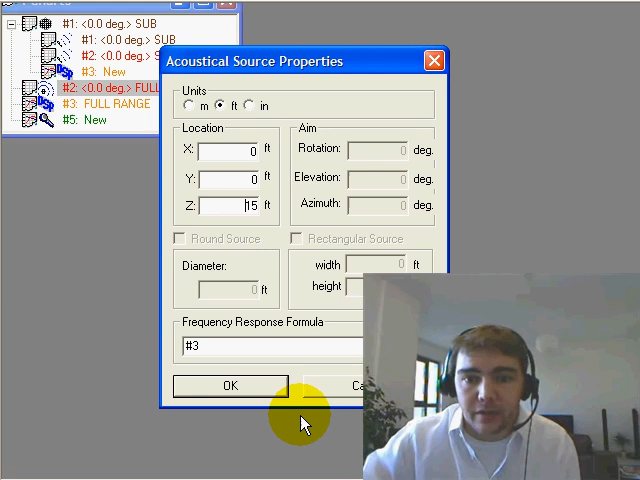 #1: <0.0 deg.> SUB
#1: <0.0 deg.> SUB
#2: <0.0 deg.> S
DSP #3: New
#2: <0.0 deg.> FULL
DSP #3: FULL RANGE
#5: New
Acoustical Source Properties
Units
m ft in
Location
X: 0 ft
Y: 0 ft
Z: 15 ft
Aim
Rotation: 0 deg.
Elevation: 0 deg.
Azimuth: 0 deg.
Round Source
Diameter:
0 ft
Rectangular Source
width 0 ft
height
Frequency Response Formula
#3
OK
Ca